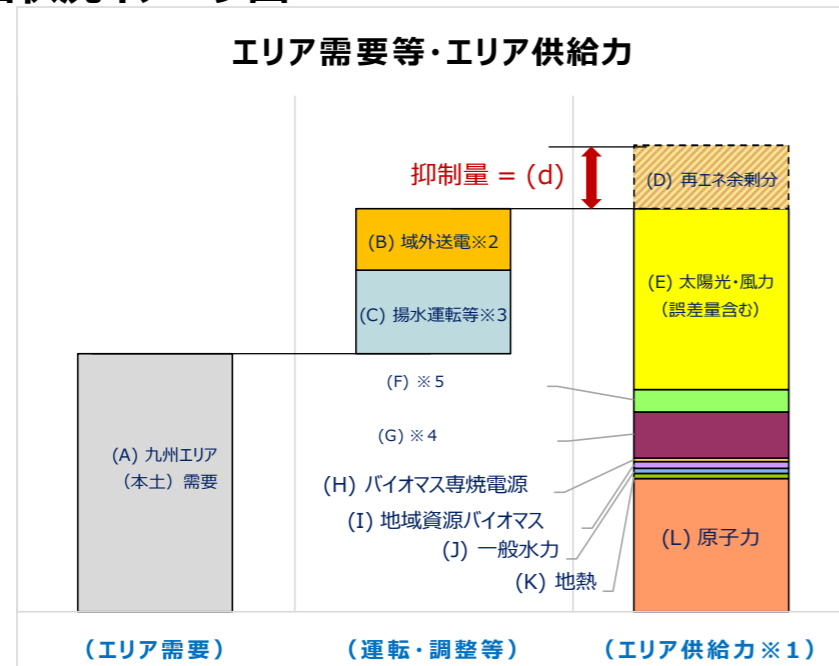 エリア需要等・エリア供給力
抑制量 = (d)
(D) 再エネ余剰分
(B) 域外送電※2
(C) 揚水運転等※3
(E) 太陽光・風力
（誤差量含む）
(F) ※5
(G) ※4
(A) 九州エリア
（本土）需要
(H) バイオマス専焼電源
(I) 地域資源バイオマス
(J) 一般水力
(K) 地熱
(L) 原子力
（エリア需要）
（運転・調整等）
（エリア供給力※1）